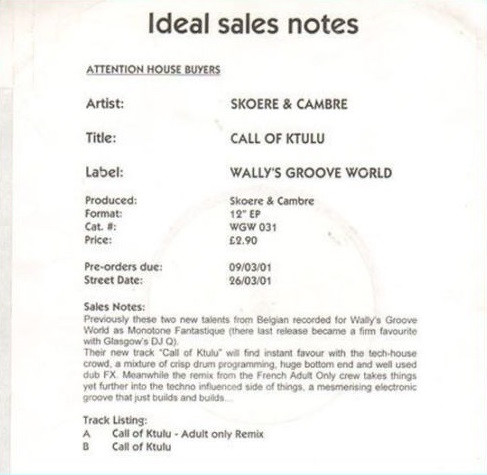 Ideal sales notes
ATTENTION HOUSE BUYERS
Artist: SKOERE & CAMBRE
Title: CALL OF KTULU
Label: WALLY'S GROOVE WORLD
Produced: Skoere & Cambre
Format: 12" EP
Cat. #: WGW 031
Price: £2.90
Pre-orders due: 09/03/01
Street Date: 26/03/01
Sales Notes:
Previously these two new talents from Belgian recorded for Wally's Groove
World as Monotone Fantastique (there last release became a firm favourite
with Glasgow's DJ Q).
Their new track "Call of Ktulu" will find instant favour with the tech-house
crowd, a mixture of crisp drum programming, huge bottom end and well used
dub FX. Meanwhile the remix from the French Adult Only crew takes things
yet further into the techno influenced side of things, a mesmerising electronic
groove that just builds and builds...
Track Listing:
A Call of Ktulu - Adult only Remix
B Call of Ktulu